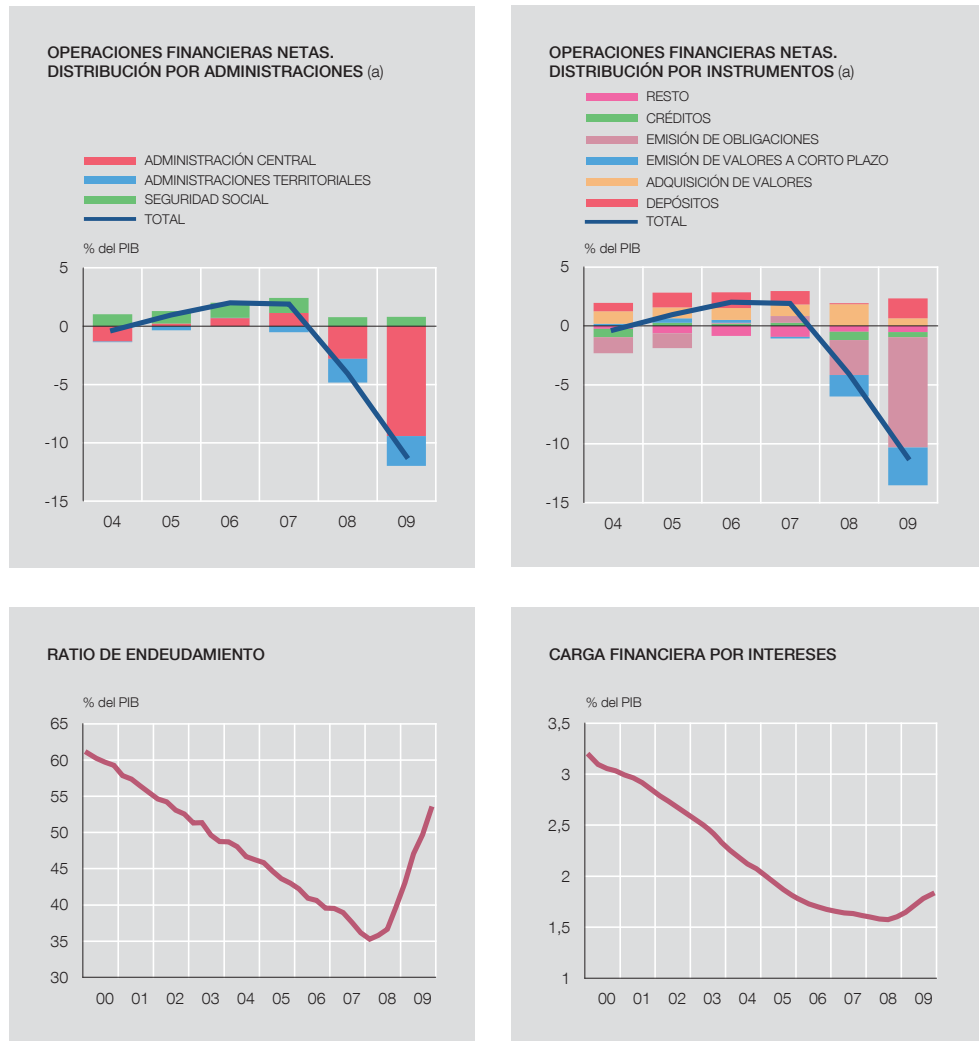 OPERACIONES FINANCIERAS NETAS.
DISTRIBUCIÓN POR ADMINISTRACIONES (a)
ADMINISTRACIÓN CENTRAL
ADMINISTRACIONES TERRITORIALES
SEGURIDAD SOCIAL
TOTAL
% del PIB
5
0
-5
-10
-15
04 05 06 07 08 09
OPERACIONES FINANCIERAS NETAS.
DISTRIBUCIÓN POR INSTRUMENTOS (a)
RESTO
CRÉDITOS
EMISIÓN DE OBLIGACIONES
EMISIÓN DE VALORES A CORTO PLAZO
ADQUISICIÓN DE VALORES
DEPÓSITOS
TOTAL
% del PIB
5
0
-5
-10
-15
04 05 06 07 08 09
RATIO DE ENDEUDAMIENTO
% del PIB
65
60
55
50
45
40
35
30
00 01 02 03 04 05 06 07 08 09
CARGA FINANCIERA POR INTERESES
% del PIB
3,5
3
2,5
2
1,5
1
00 01 02 03 04 05 06 07 08 09